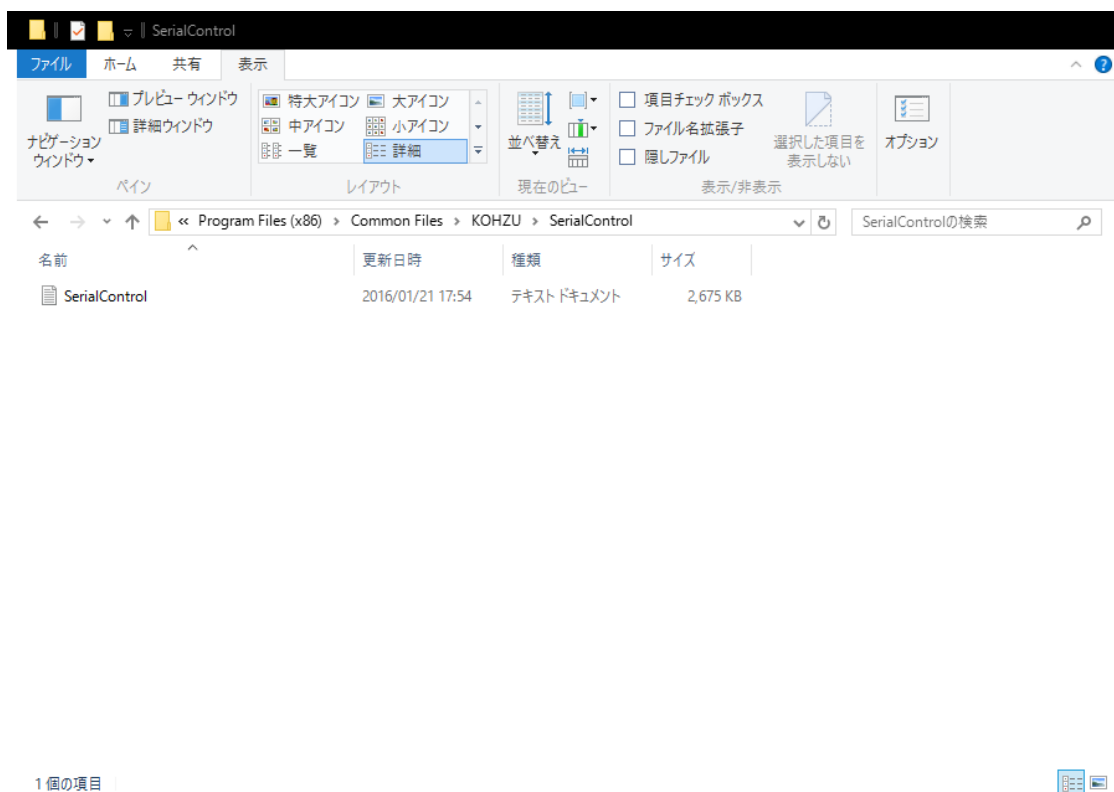 SerialControl
ファイル ホーム 共有 表示
ナビゲーション ウィンドウ
プレビュー ウィンドウ
詳細ウィンドウ
ペイン
特大アイコン 大アイコン
中アイコン 小アイコン
一覧 詳細
レイアウト
並べ替え
現在のビュー
項目チェック ボックス
ファイル名拡張子
隠しファイル
選択した項目を
表示しない
表示/非表示
オプション
« Program Files (x86) > Common Files > KOHZU > SerialControl
SerialControlの検索
名前 更新日時 種類 サイズ
SerialControl 2016/01/21 17:54 テキスト ドキュメント 2,675 KB
1 個の項目